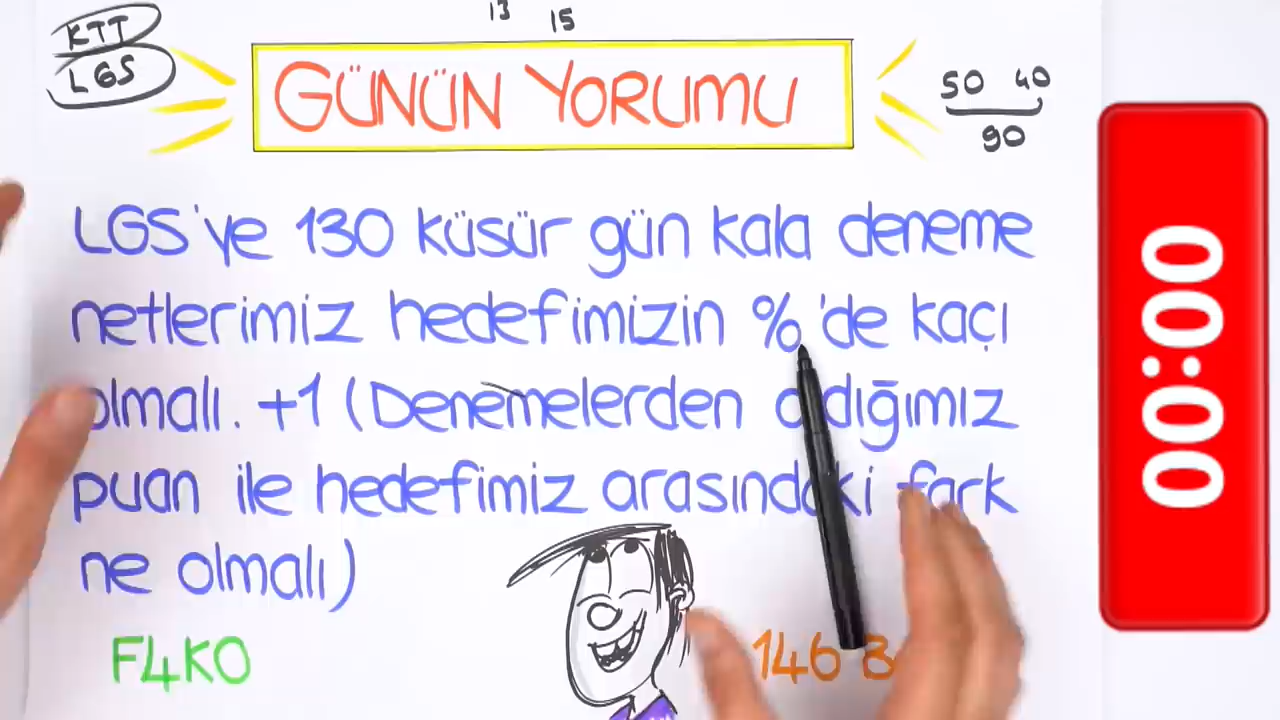 KTT
LGS
13 15
GÜNÜN YORUMU
50 40
90
LGS'ye 130 küsür gün kala deneme
netlerimiz hedefimizin %'de kaçı
olmalı. +1 (Denemelerden aldığımız
puan ile hedefimiz arasındaki fark
ne olmalı)
F4KO
146
00:00